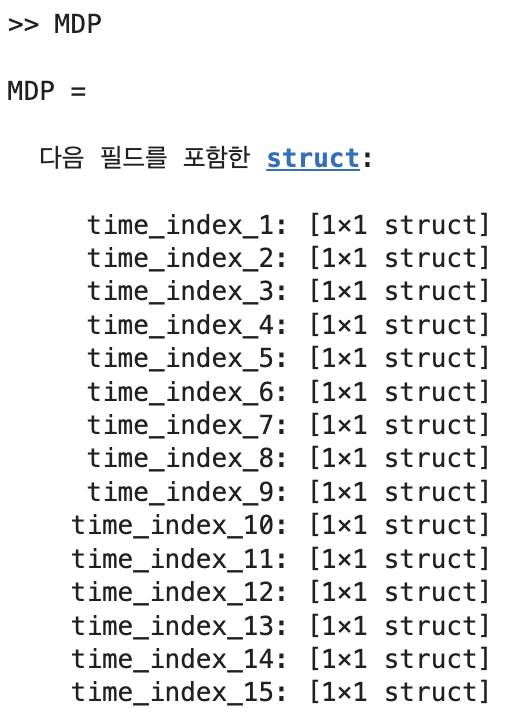 >> MDP
MDP =
다음 필드를 포함한 struct:
time_index_1: [1×1 struct]
time_index_2: [1×1 struct]
time_index_3: [1×1 struct]
time_index_4: [1×1 struct]
time_index_5: [1×1 struct]
time_index_6: [1×1 struct]
time_index_7: [1×1 struct]
time_index_8: [1×1 struct]
time_index_9: [1×1 struct]
time_index_10: [1×1 struct]
time_index_11: [1×1 struct]
time_index_12: [1×1 struct]
time_index_13: [1×1 struct]
time_index_14: [1×1 struct]
time_index_15: [1×1 struct]